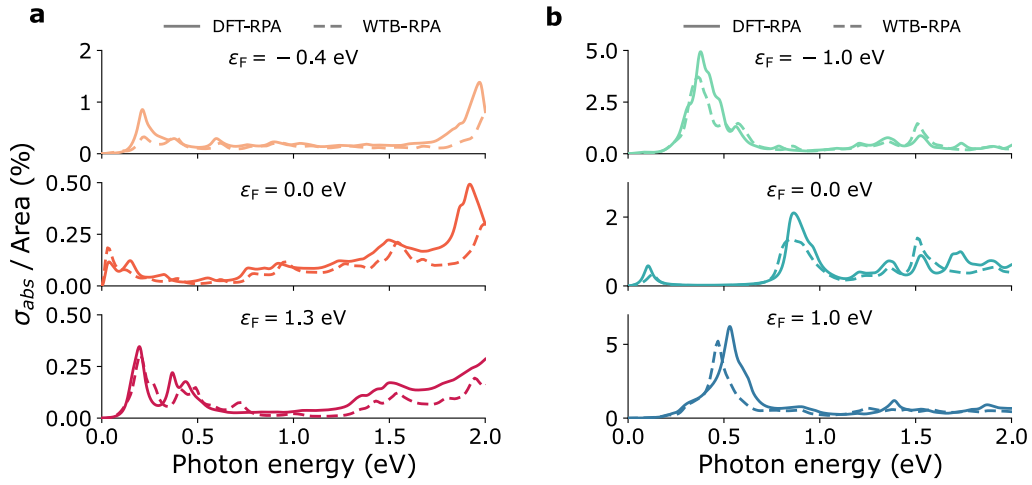 a
DFT-RPA WTB-RPA
εF = − 0.4 eV
2
1
0
εF = 0.0 eV
0.50
0.25
0.00
εF = 1.3 eV
0.50
0.25
0.00
0.0 0.5 1.0 1.5 2.0
Photon energy (eV)
σabs / Area (%)
b
DFT-RPA WTB-RPA
εF = − 1.0 eV
5.0
2.5
0.0
εF = 0.0 eV
2
0
εF = 1.0 eV
5
0
0.0 0.5 1.0 1.5 2.0
Photon energy (eV)